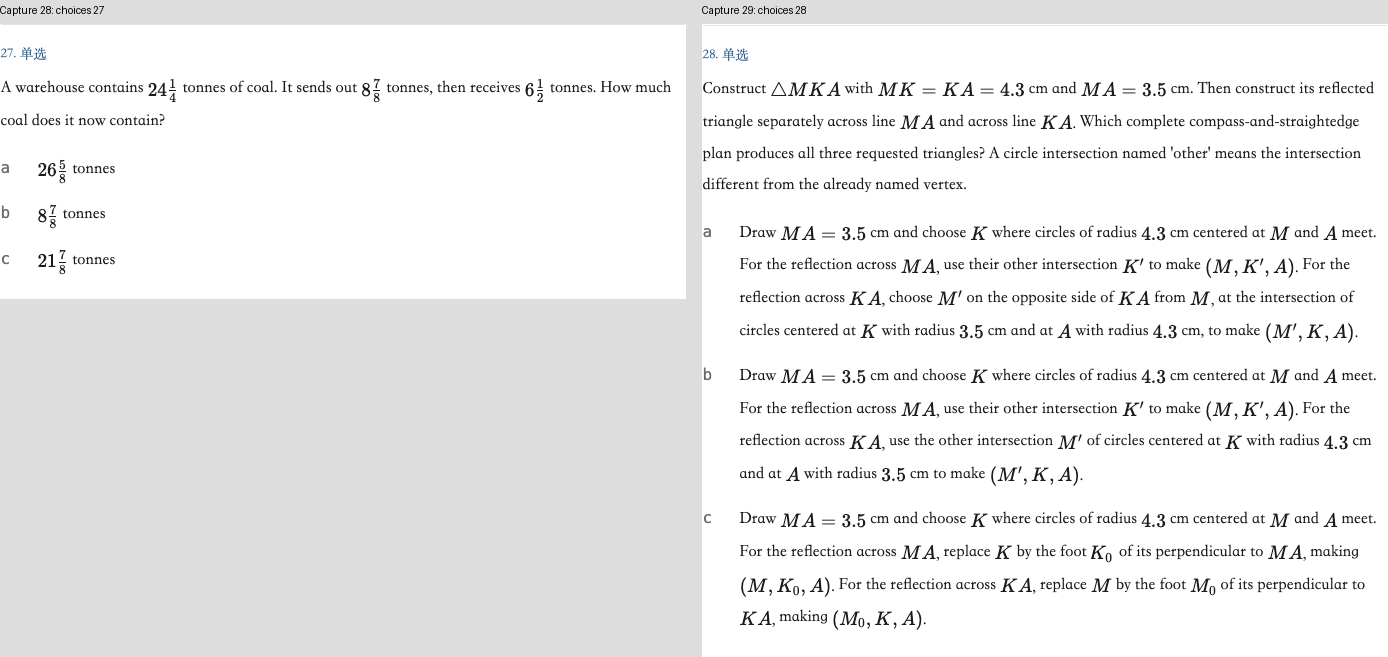 Capture 28: choices 27
27. 单选
A warehouse contains 24 1/4 tonnes of coal. It sends out 8 7/8 tonnes, then receives 6 1/2 tonnes. How much
coal does it now contain?
a 26 5/8 tonnes
b 8 7/8 tonnes
c 21 7/8 tonnes
Capture 29: choices 28
28. 单选
Construct △MKA with MK = KA = 4.3 cm and MA = 3.5 cm. Then construct its reflected
triangle separately across line MA and across line KA. Which complete compass-and-straightedge
plan produces all three requested triangles? A circle intersection named 'other' means the intersection
different from the already named vertex.
a Draw MA = 3.5 cm and choose K where circles of radius 4.3 cm centered at M and A meet.
For the reflection across MA, use their other intersection K′ to make (M, K′, A). For the
reflection across KA, choose M′ on the opposite side of KA from M, at the intersection of
circles centered at K with radius 3.5 cm and at A with radius 4.3 cm, to make (M′, K, A).
b Draw MA = 3.5 cm and choose K where circles of radius 4.3 cm centered at M and A meet.
For the reflection across MA, use their other intersection K′ to make (M, K′, A). For the
reflection across KA, use the other intersection M′ of circles centered at K with radius 4.3 cm
and at A with radius 3.5 cm to make (M′, K, A).
c Draw MA = 3.5 cm and choose K where circles of radius 4.3 cm centered at M and A meet.
For the reflection across MA, replace K by the foot K₀ of its perpendicular to MA, making
(M, K₀, A). For the reflection across KA, replace M by the foot M₀ of its perpendicular to
KA, making (M₀, K, A).